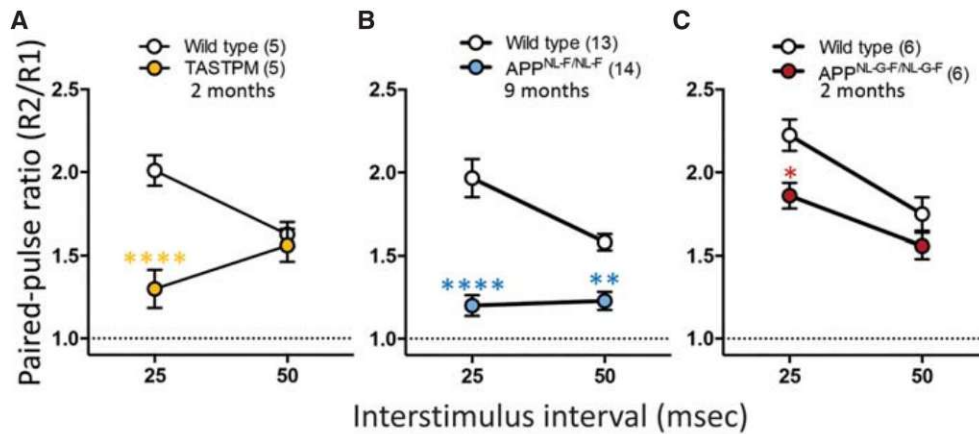 A
Wild type (5)
TASTPM (5)
2 months
B
Wild type (13)
APP^NL-F/NL-F (14)
9 months
C
Wild type (6)
APP^NL-G-F/NL-G-F (6)
2 months
Paired-pulse ratio (R2/R1)
2.5
2.0
1.5
1.0
****
25
50
2.5
2.0
1.5
1.0
****
**
25
50
2.5
2.0
1.5
1.0
*
25
50
Interstimulus interval (msec)